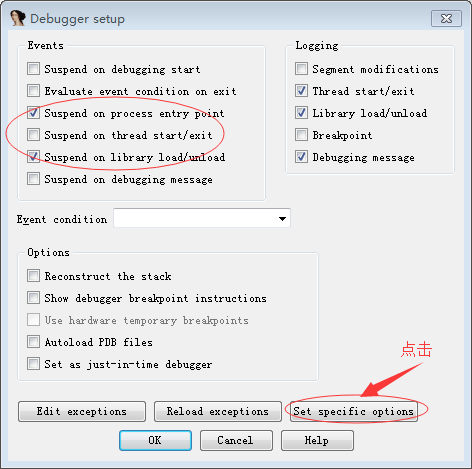 Debugger setup
Events
Suspend on debugging start
Evaluate event condition on exit
Suspend on process entry point
Suspend on thread start/exit
Suspend on library load/unload
Suspend on debugging message
Logging
Segment modifications
Thread start/exit
Library load/unload
Breakpoint
Debugging message
Event condition
Options
Reconstruct the stack
Show debugger breakpoint instructions
Use hardware temporary breakpoints
Autoload PDB files
Set as just-in-time debugger
点击
Edit exceptions
Reload exceptions
Set specific options
OK
Cancel
Help